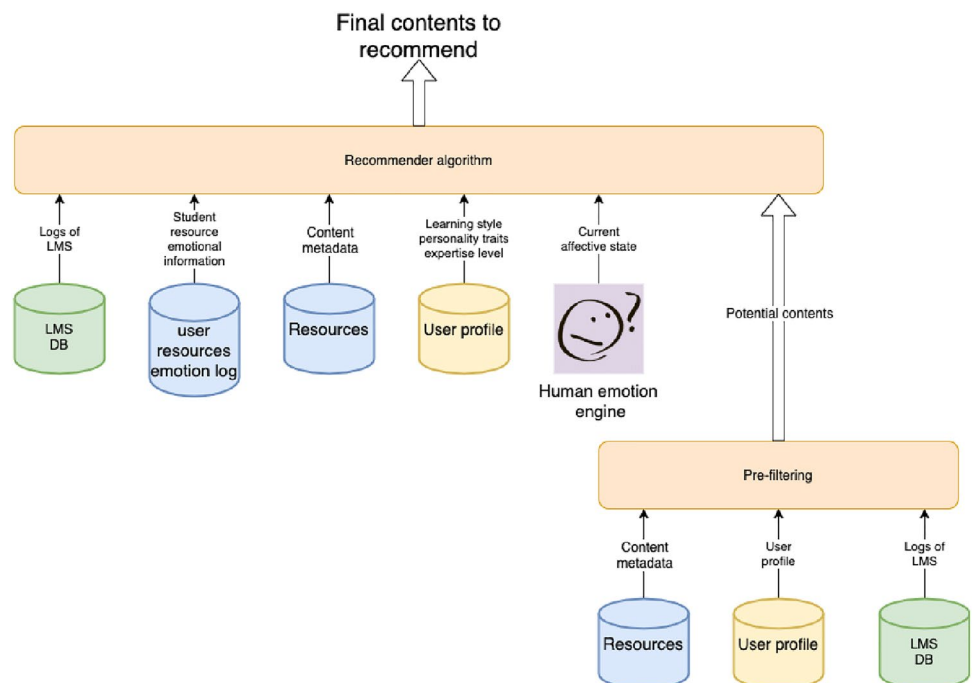 Final contents to
recommend
Recommender algorithm
Logs of
LMS
Student
resource
emotional
information
Content
metadata
Learning style
personality traits
expertise level
Current
affective state
LMS
DB
user
resources
emotion log
Resources
User profile
?
Human emotion
engine
Potential contents
Pre-filtering
Content
metadata
User
profile
Logs of
LMS
Resources
User profile
LMS
DB